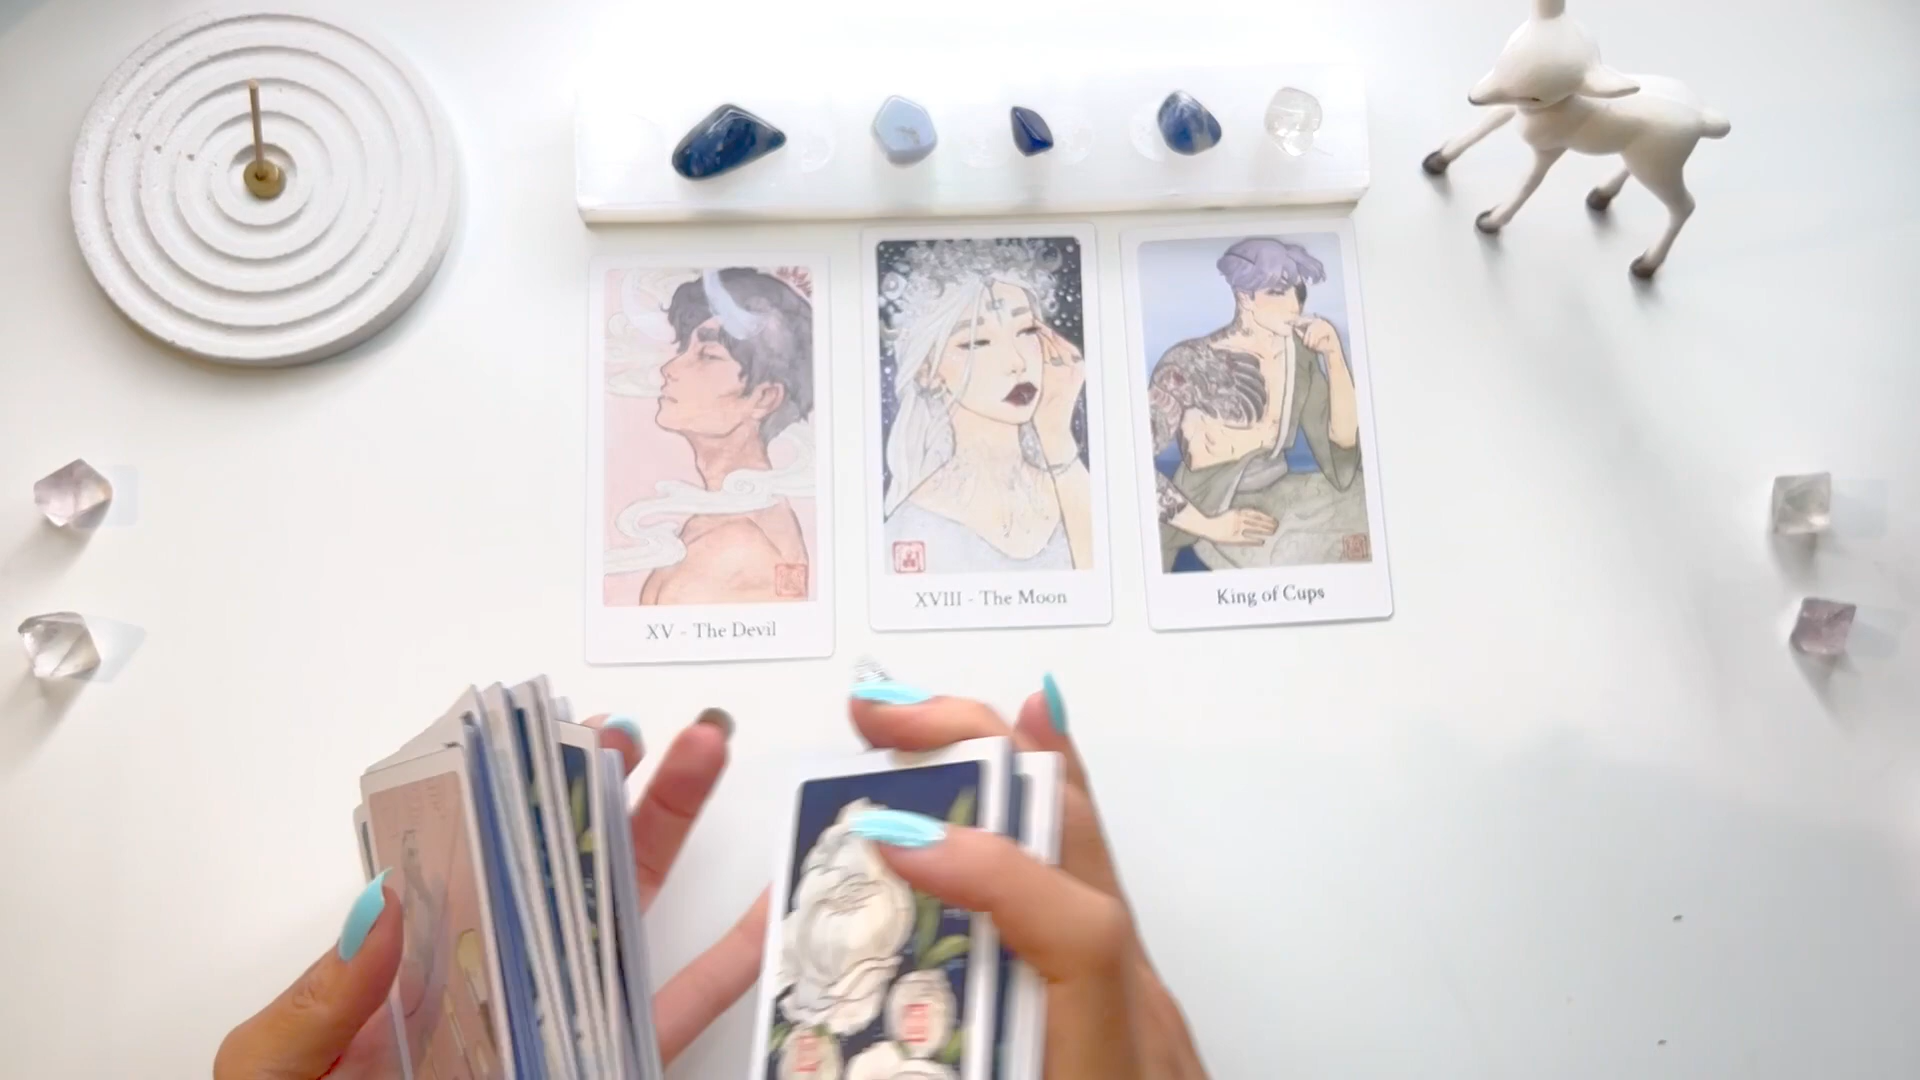 XV - The Devil
XVIII - The Moon
King of Cups